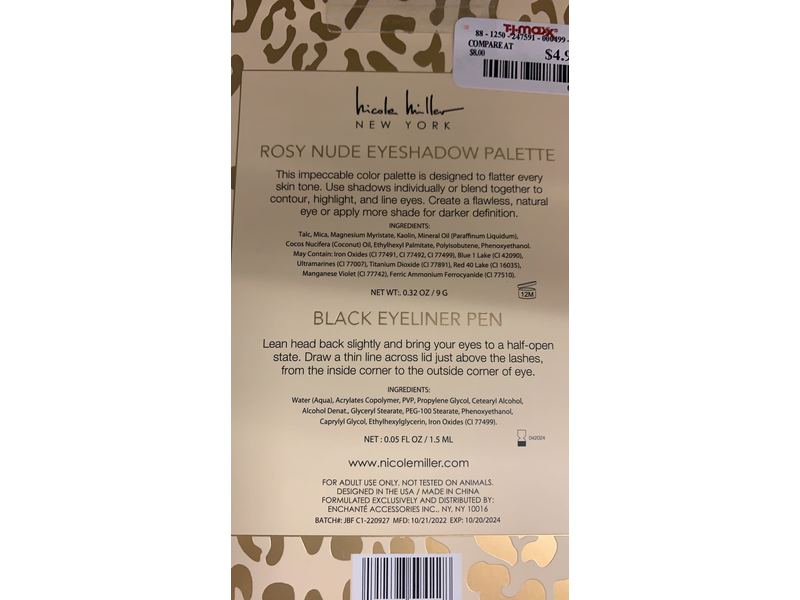 T.J.maxx
88 - 1250 - 247591 - 000499 -
COMPARE AT
$8.00
$4.9
nicole miller
NEW YORK
ROSY NUDE EYESHADOW PALETTE
This impeccable color palette is designed to flatter every
skin tone. Use shadows individually or blend together to
contour, highlight, and line eyes. Create a flawless, natural
eye or apply more shade for darker definition.
INGREDIENTS:
Talc, Mica, Magnesium Myristate, Kaolin, Mineral Oil (Paraffinum Liquidum),
Cocos Nucifera (Coconut) Oil, Ethylhexyl Palmitate, Polyisobutene, Phenoxyethanol.
May Contain: Iron Oxides (CI 77491, CI 77492, CI 77499), Blue 1 Lake (CI 42090),
Ultramarines (CI 77007), Titanium Dioxide (CI 77891), Red 40 Lake (CI 16035),
Manganese Violet (CI 77742), Ferric Ammonium Ferrocyanide (CI 77510).
NET WT:. 0.32 OZ / 9 G
12M
BLACK EYELINER PEN
Lean head back slightly and bring your eyes to a half-open
state. Draw a thin line across lid just above the lashes,
from the inside corner to the outside corner of eye.
INGREDIENTS:
Water (Aqua), Acrylates Copolymer, PVP, Propylene Glycol, Cetearyl Alcohol,
Alcohol Denat., Glyceryl Stearate, PEG-100 Stearate, Phenoxyethanol,
Caprylyl Glycol, Ethylhexylglycerin, Iron Oxides (CI 77499).
NET : 0.05 FL OZ / 1.5 ML
04/2024
www.nicolemiller.com
FOR ADULT USE ONLY. NOT TESTED ON ANIMALS.
DESIGNED IN THE USA / MADE IN CHINA
FORMULATED EXCLUSIVELY AND DISTRIBUTED BY:
ENCHANTÉ ACCESSORIES INC., NY, NY 10016
BATCH#: JBF C1-220927 MFD: 10/21/2022 EXP: 10/20/2024